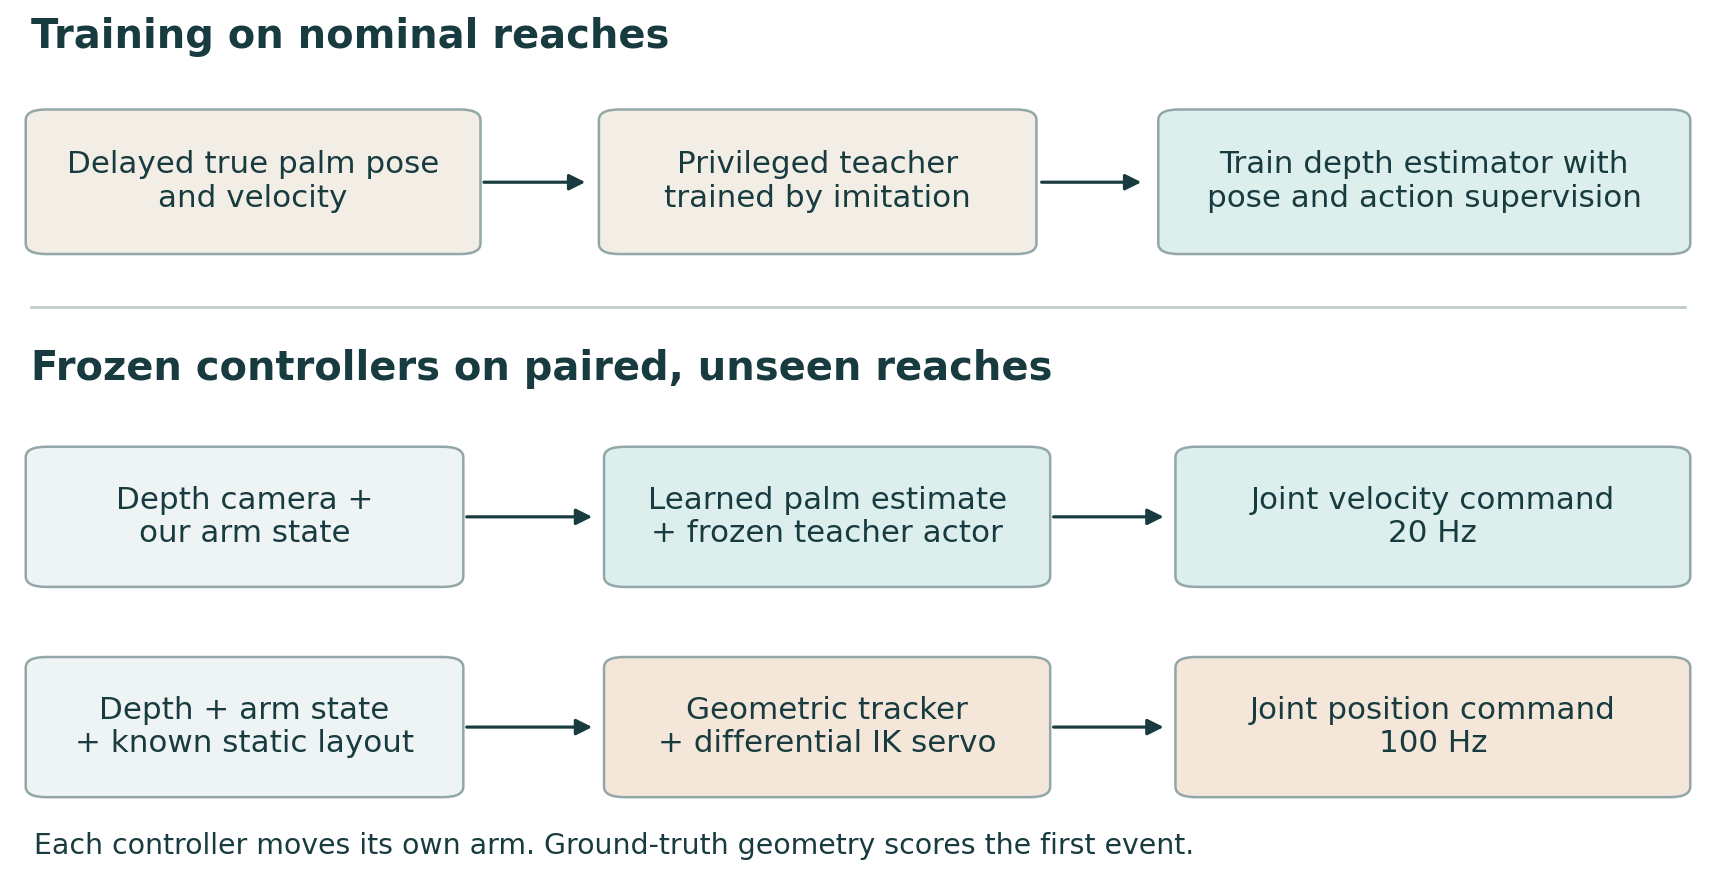 Training on nominal reaches
Delayed true palm pose
and velocity
Privileged teacher
trained by imitation
Train depth estimator with
pose and action supervision
Frozen controllers on paired, unseen reaches
Depth camera +
our arm state
Learned palm estimate
+ frozen teacher actor
Joint velocity command
20 Hz
Depth + arm state
+ known static layout
Geometric tracker
+ differential IK servo
Joint position command
100 Hz
Each controller moves its own arm. Ground-truth geometry scores the first event.